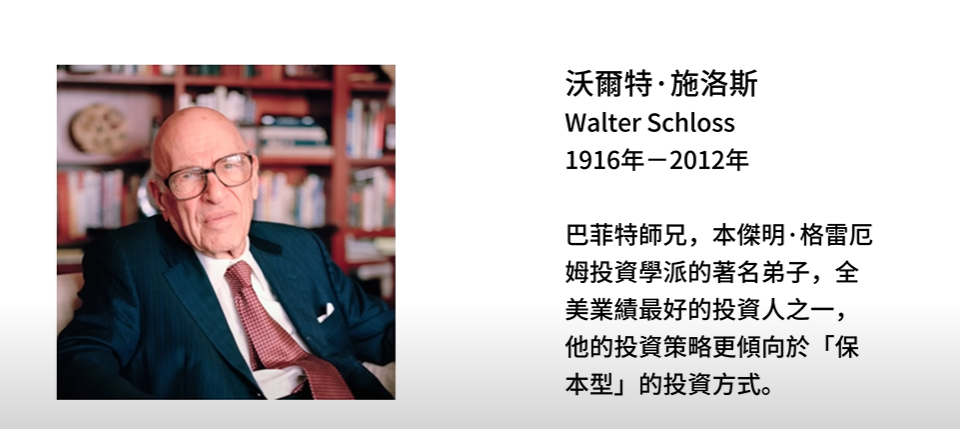 沃爾特·施洛斯
Walter Schloss
1916年－2012年
巴菲特師兄，本傑明·格雷厄
姆投資學派的著名弟子，全
美業績最好的投資人之一，
他的投資策略更傾向於「保
本型」的投資方式。